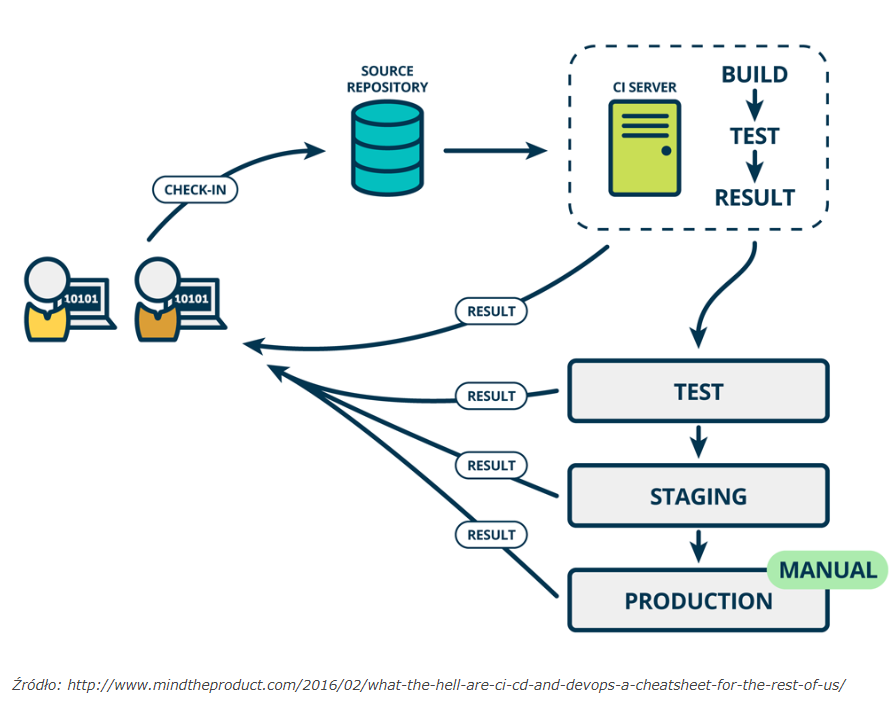 SOURCE
REPOSITORY
CI SERVER
BUILD
TEST
RESULT
CHECK-IN
10101
10101
RESULT
RESULT
TEST
RESULT
STAGING
RESULT
MANUAL
PRODUCTION
Źródło: http://www.mindtheproduct.com/2016/02/what-the-hell-are-ci-cd-and-devops-a-cheatsheet-for-the-rest-of-us/